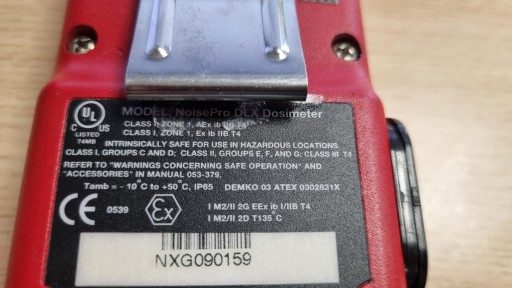 MODEL: NoisePro DLX Dosimeter
CLASS I, ZONE 1, AEx ib
CLASS I, ZONE 1, Ex ib IIB T4
UL
C US
LISTED
74MB
INTRINSICALLY SAFE FOR USE IN HAZARDOUS LOCATIONS
CLASS I, GROUPS C AND D; CLASS II, GROUPS E, F, AND G; CLASS III T4
REFER TO "WARNINGS CONCERNING SAFE OPERATION" AND
"ACCESSORIES" IN MANUAL 053-379.
Tamb = - 10°C to +50°C, IP65 DEMKO 03 ATEX 0302831X
CE 0539 Ex I M2/II 2G EEx ib I/IIB T4
I M2/II 2D T135°C
NXG090159